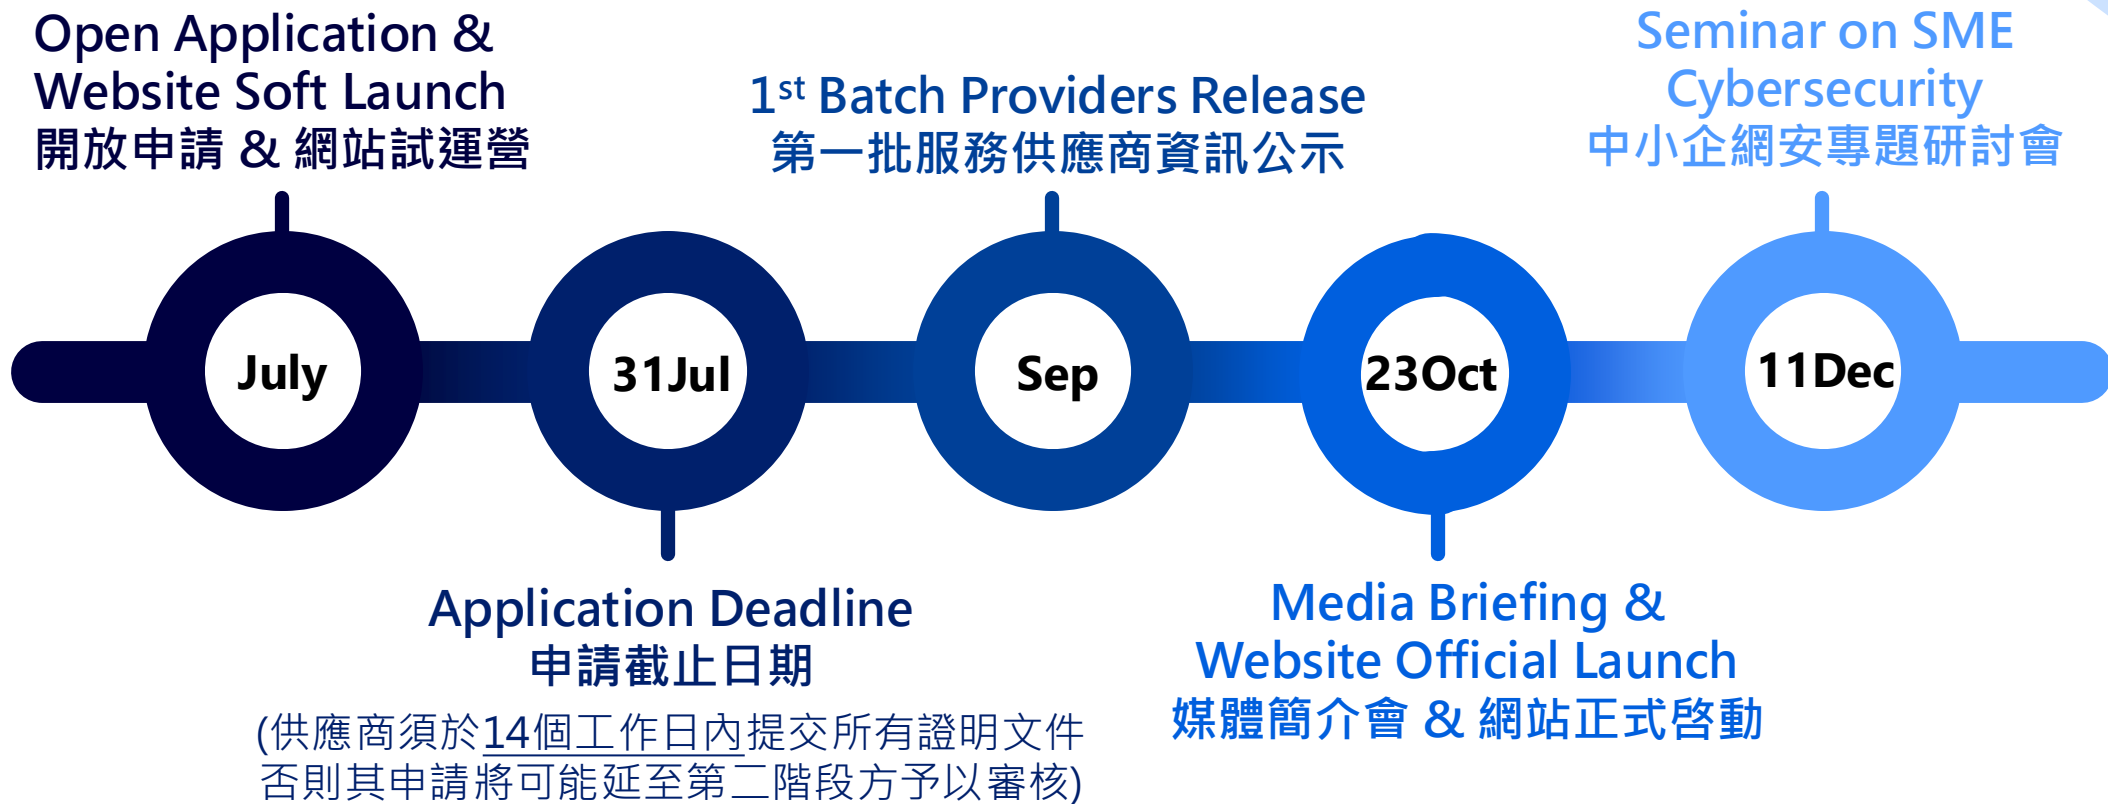 Open Application &
Website Soft Launch
開放申請 & 網站試運營
July
31Jul
Application Deadline
申請截止日期
(供應商須於14個工作日內提交所有證明文件
否則其申請將可能延至第二階段方予以審核)
1st Batch Providers Release
第一批服務供應商資訊公示
Sep
23Oct
Media Briefing &
Website Official Launch
媒體簡介會 & 網站正式啓動
Seminar on SME
Cybersecurity
中小企網安專題研討會
11Dec